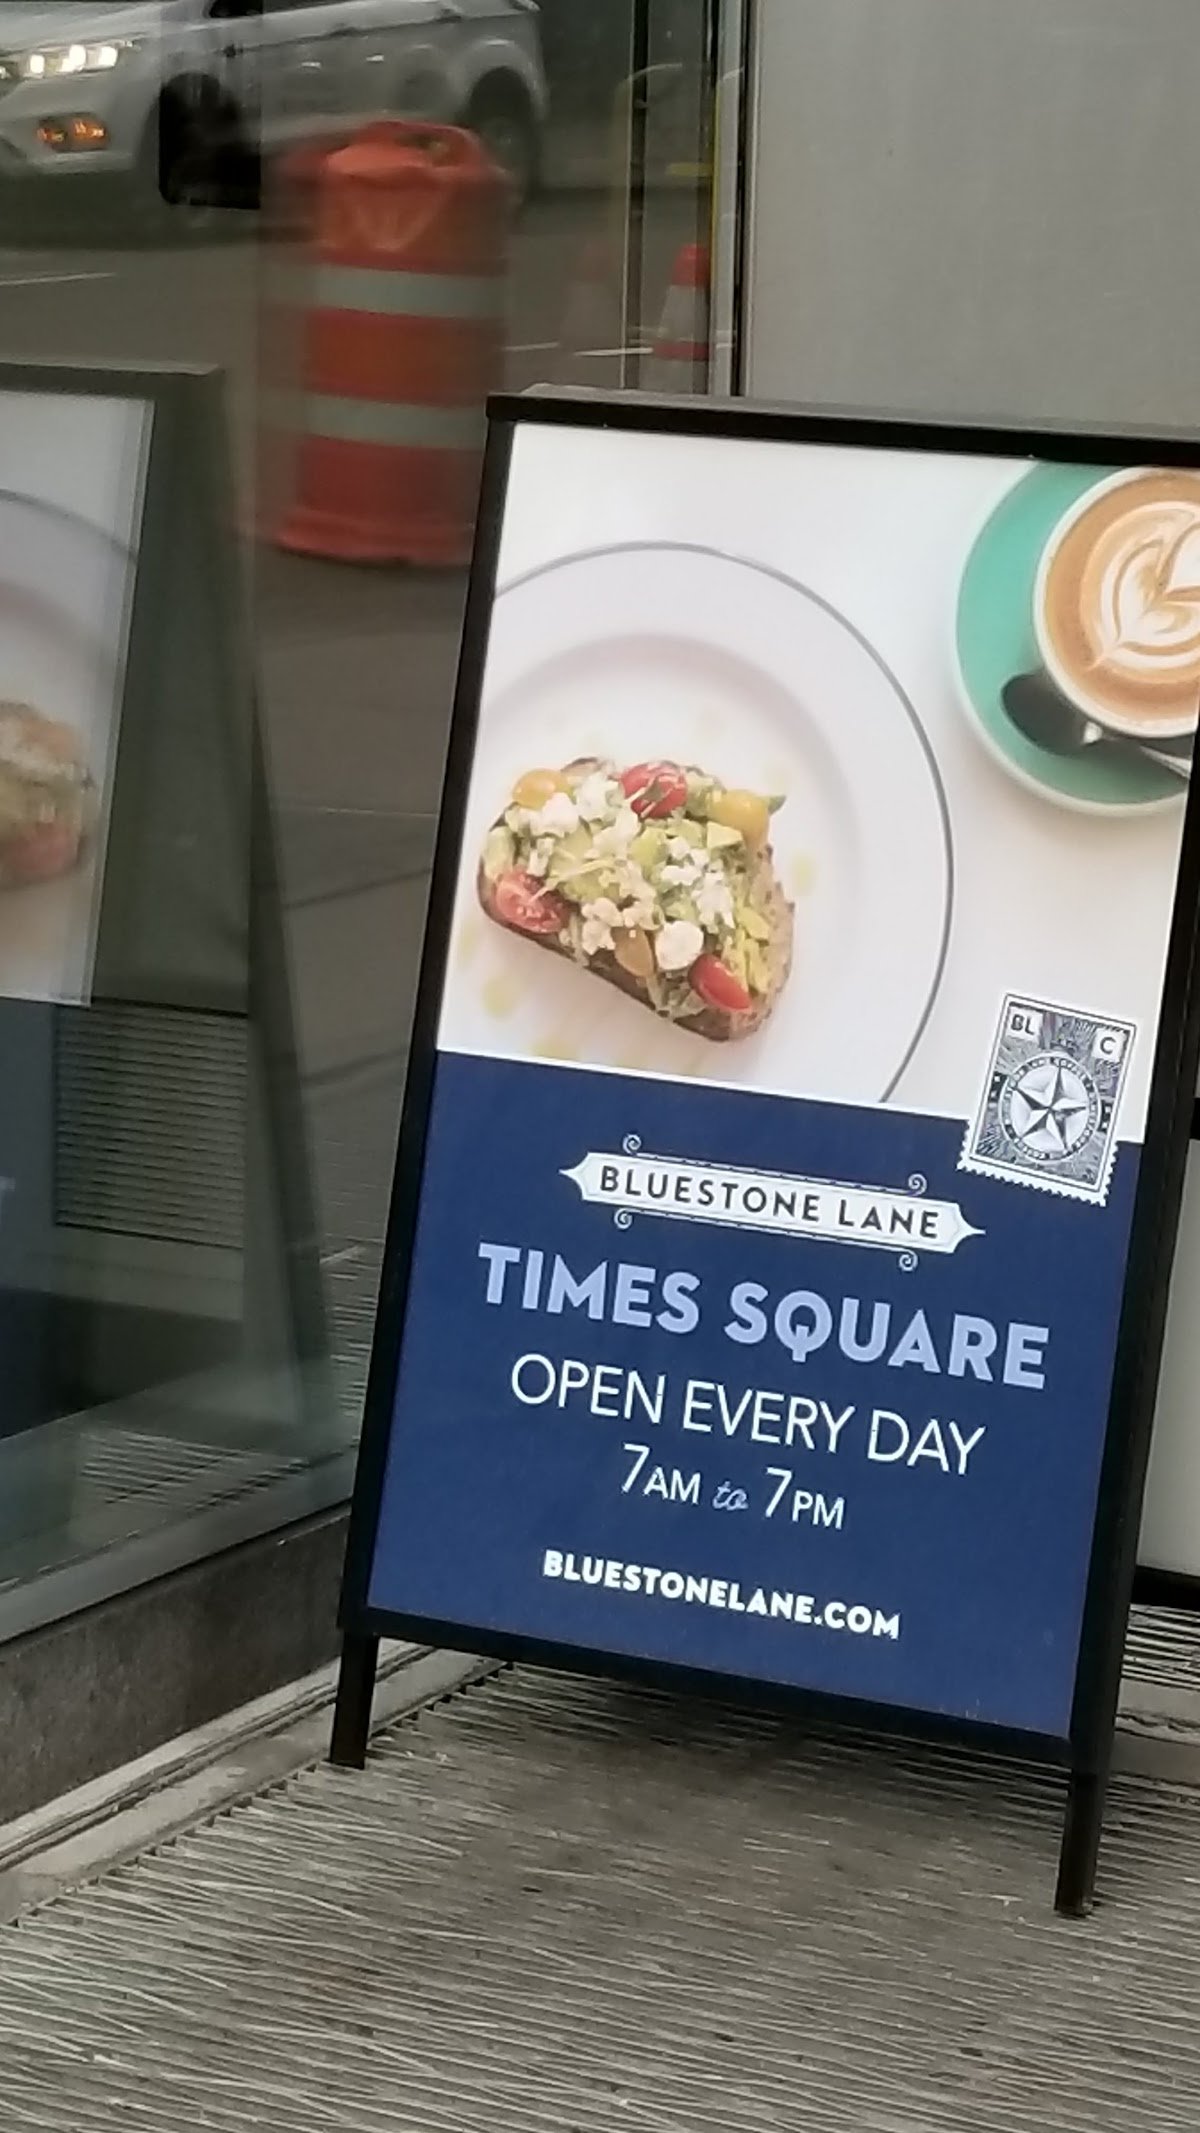 BL
C
BLUESTONE LANE
TIMES SQUARE
OPEN EVERY DAY
7AM to 7PM
BLUESTONELANE.COM